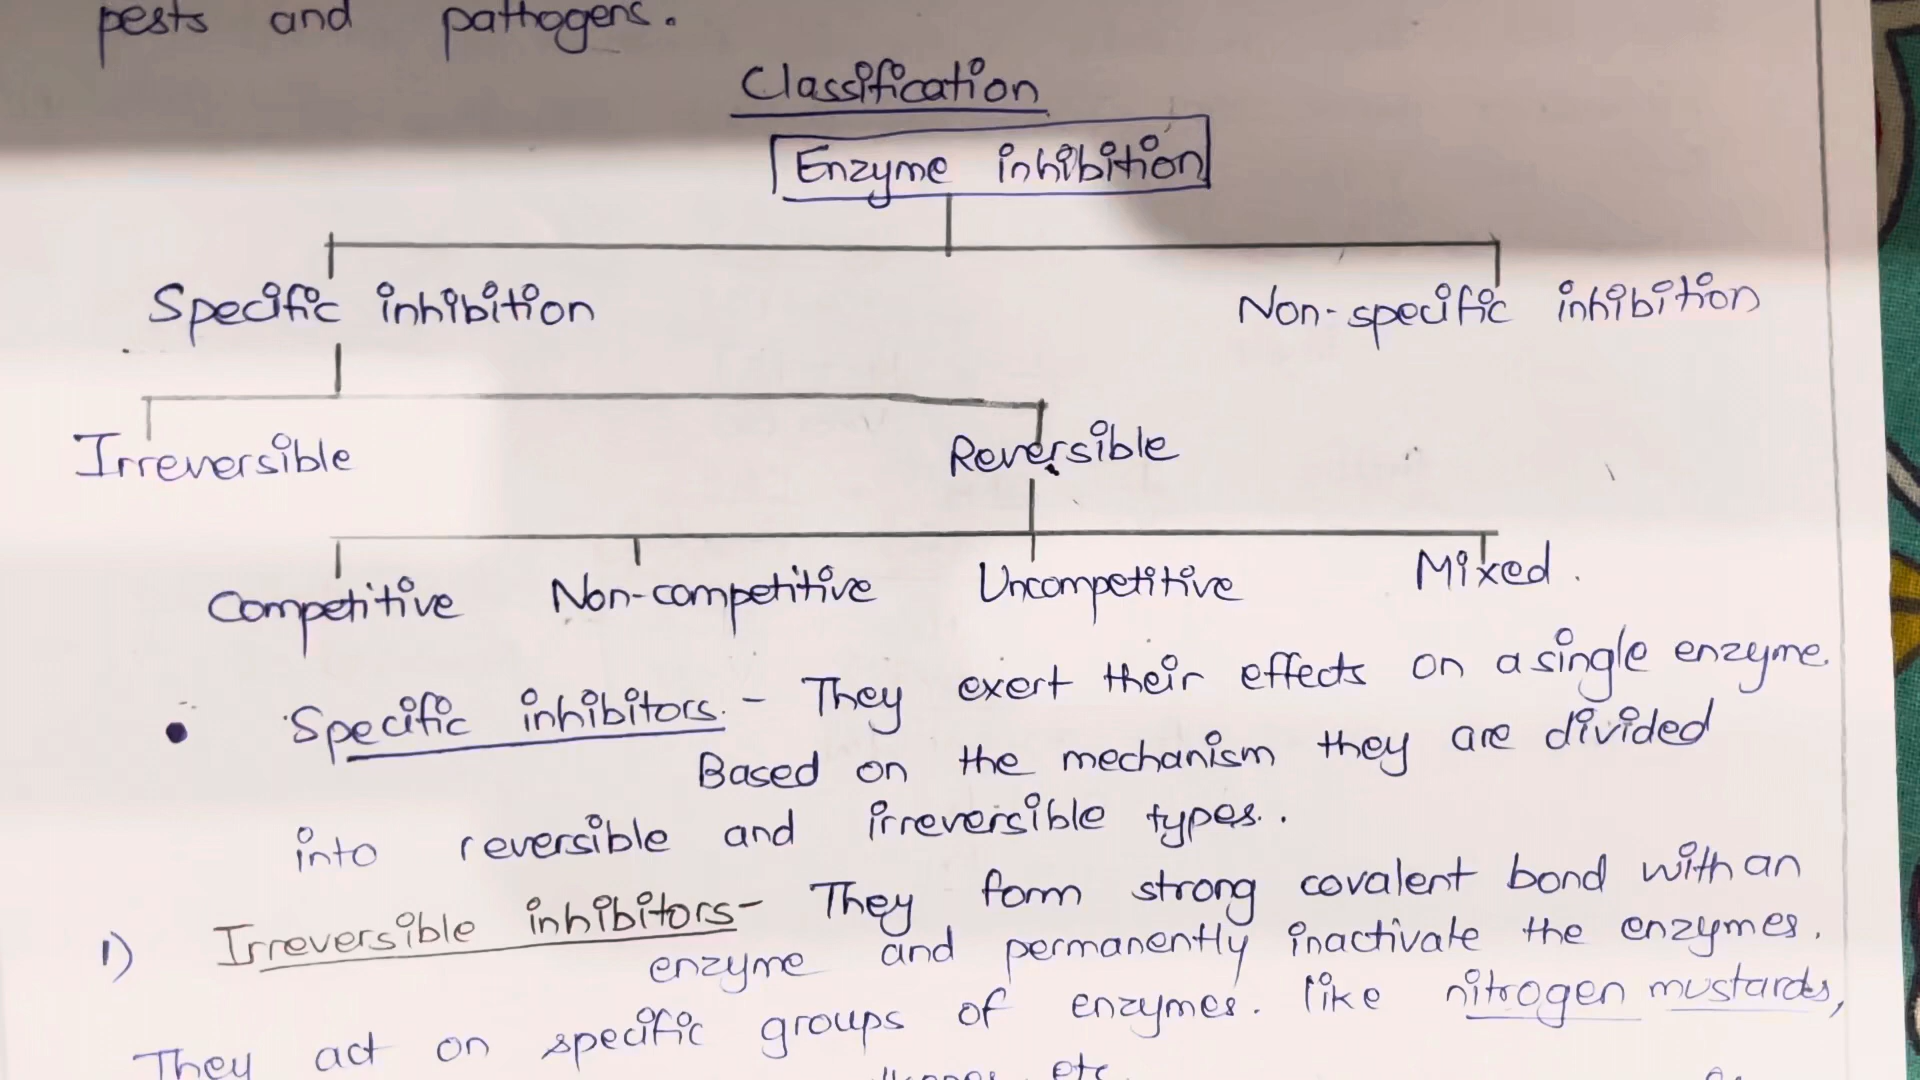 pests and pathogens.
Classification
Enzyme inhibition
Specific inhibition Non-specific inhibition
Irreversible Reversible
Competitive Non-competitive Uncompetitive Mixed.
• Specific inhibitors. - They exert their effects on a single enzyme.
Based on the mechanism they are divided
into reversible and irreversible types..
1) Irreversible inhibitors- They form strong covalent bond with an
enzyme and permanently inactivate the enzymes.
They act on specific groups of enzymes. like nitrogen mustards,
etc.